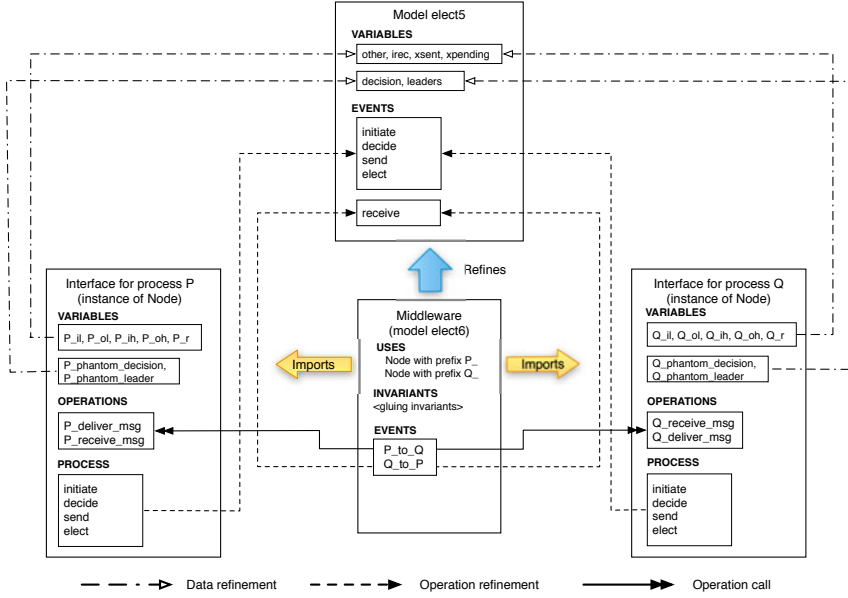 Model elect5
VARIABLES
other, irec, xsent, xpending
decision, leaders
EVENTS
initiate
decide
send
elect
receive
Refines
Interface for process P
(instance of Node)
VARIABLES
P_il, P_ol, P_ih, P_oh, P_r
P_phantom_decision,
P_phantom_leader
OPERATIONS
P_deliver_msg
P_receive_msg
PROCESS
initiate
decide
send
elect
Imports
Middleware
(model elect6)
USES
Node with prefix P_
Node with prefix Q_
INVARIANTS
<gluing invariants>
EVENTS
P_to_Q
Q_to_P
Imports
Interface for process Q
(instance of Node)
VARIABLES
Q_il, Q_ol, Q_ih, Q_oh, Q_r
Q_phantom_decision,
Q_phantom_leader
OPERATIONS
Q_receive_msg
Q_deliver_msg
PROCESS
initiate
decide
send
elect
Data refinement
Operation refinement
Operation call